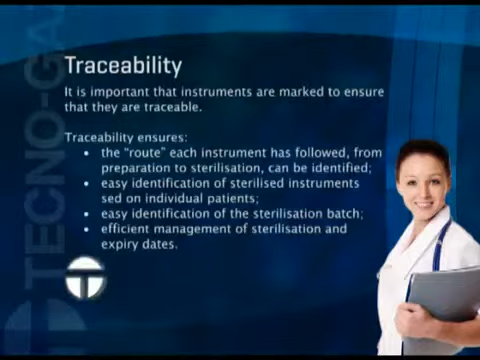 Traceability
It is important that instruments are marked to ensure
that they are traceable.
Traceability ensures:
• the “route” each instrument has followed, from
preparation to sterilisation, can be identified;
• easy identification of sterilised instruments
sed on individual patients;
• easy identification of the sterilisation batch;
• efficient management of sterilisation and
expiry dates.
TECNO-GAZ